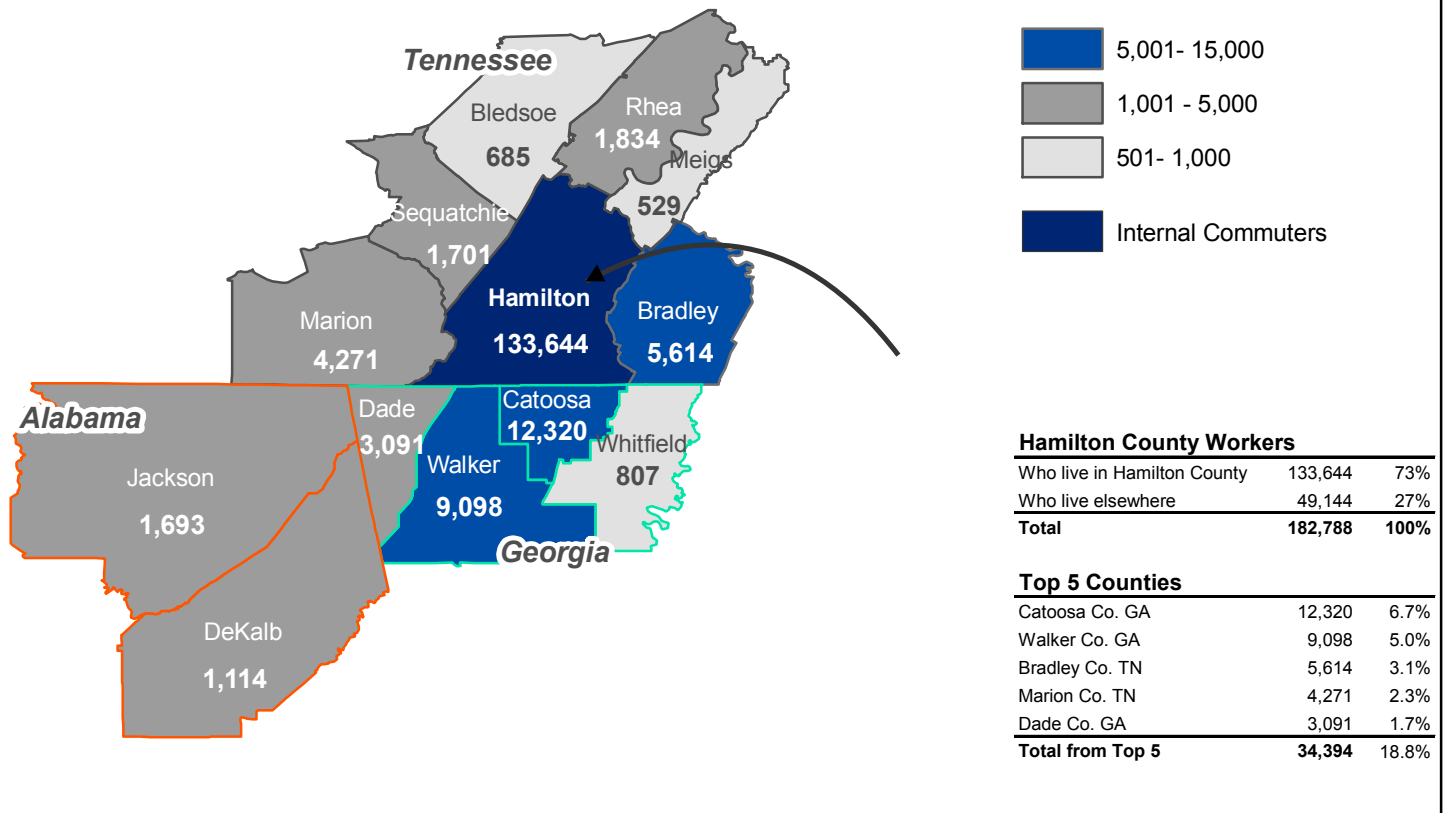 Tennessee
Bledsoe
685
Rhea
1,834
Meigs
529
Sequatchie
1,701
Hamilton
133,644
Bradley
5,614
Marion
4,271
Alabama
Jackson
1,693
DeKalb
1,114
Dade
3,091
Walker
9,098
Catoosa
12,320
Whitfield
807
Georgia
5,001- 15,000
1,001 - 5,000
501- 1,000
Internal Commuters
Hamilton County Workers
Who live in Hamilton County 133,644 73%
Who live elsewhere 49,144 27%
Total 182,788 100%
Top 5 Counties
Catoosa Co. GA 12,320 6.7%
Walker Co. GA 9,098 5.0%
Bradley Co. TN 5,614 3.1%
Marion Co. TN 4,271 2.3%
Dade Co. GA 3,091 1.7%
Total from Top 5 34,394 18.8%